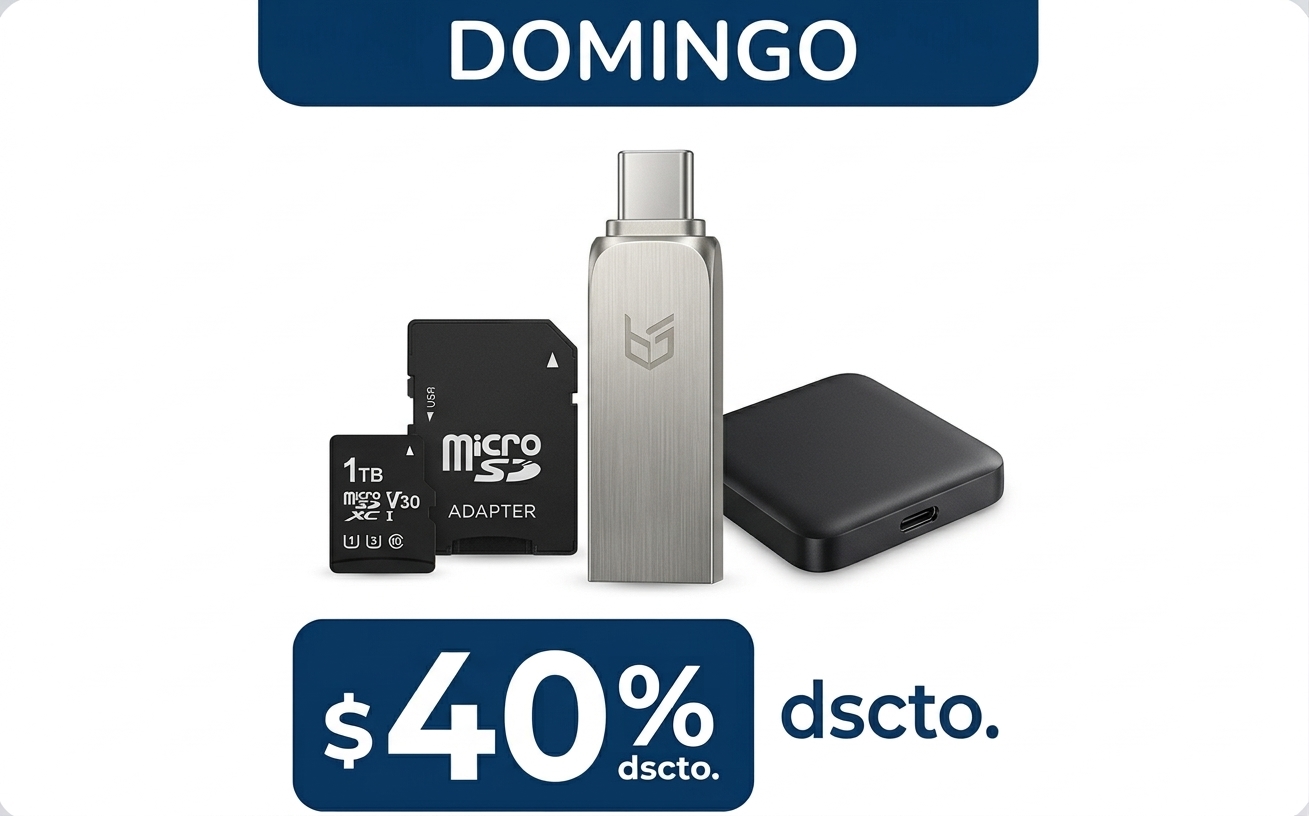 DOMINGO
USA
micro
SD
ADAPTER
1TB
micro
SD
XC I
V30
1 3 10
$40%
dscto.
dscto.